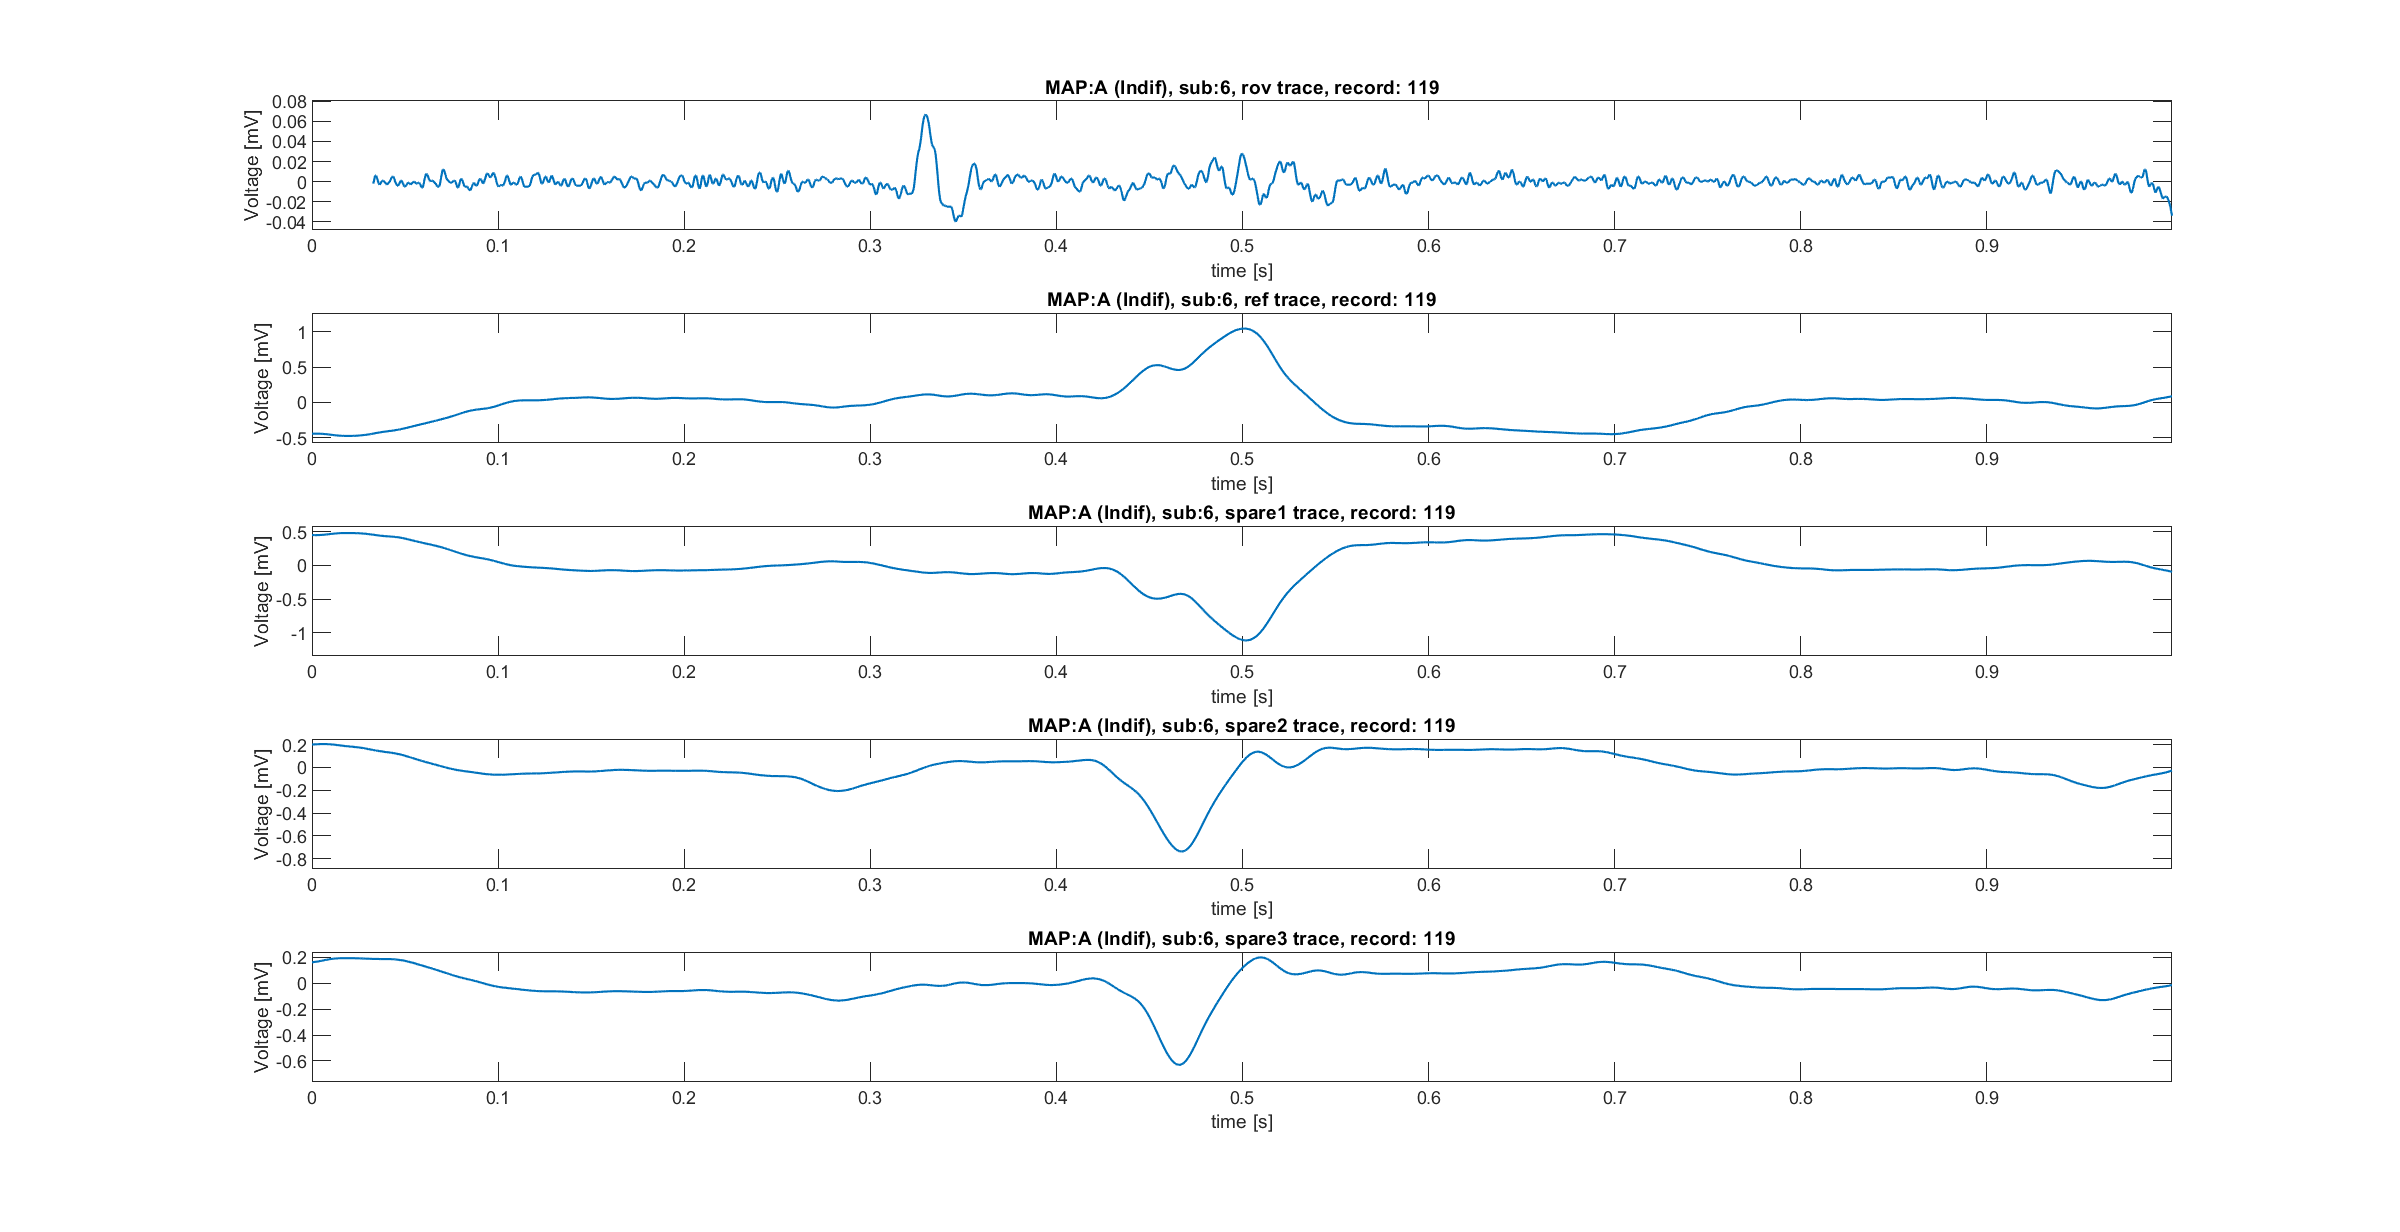 MAP:A (Indif), sub:6, rov trace, record: 119
Voltage [mV]
0.08
0.06
0.04
0.02
0
-0.02
-0.04
0 0.1 0.2 0.3 0.4 0.5 0.6 0.7 0.8 0.9
time [s]
MAP:A (Indif), sub:6, ref trace, record: 119
Voltage [mV]
1
0.5
0
-0.5
0 0.1 0.2 0.3 0.4 0.5 0.6 0.7 0.8 0.9
time [s]
MAP:A (Indif), sub:6, spare1 trace, record: 119
Voltage [mV]
0.5
0
-0.5
-1
0 0.1 0.2 0.3 0.4 0.5 0.6 0.7 0.8 0.9
time [s]
MAP:A (Indif), sub:6, spare2 trace, record: 119
Voltage [mV]
0.2
0
-0.2
-0.4
-0.6
-0.8
0 0.1 0.2 0.3 0.4 0.5 0.6 0.7 0.8 0.9
time [s]
MAP:A (Indif), sub:6, spare3 trace, record: 119
Voltage [mV]
0.2
0
-0.2
-0.4
-0.6
0 0.1 0.2 0.3 0.4 0.5 0.6 0.7 0.8 0.9
time [s]